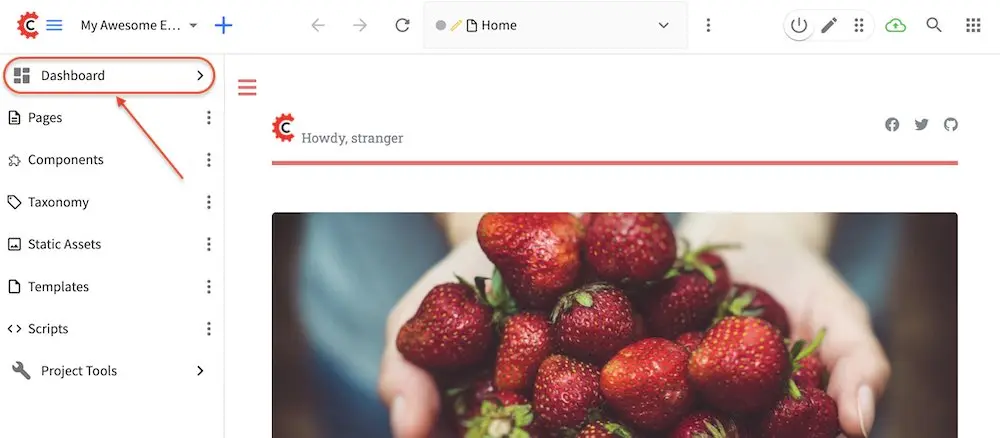 My Awesome E...
Home
Dashboard
Pages
Components
Taxonomy
Static Assets
Templates
Scripts
Project Tools
Howdy, stranger